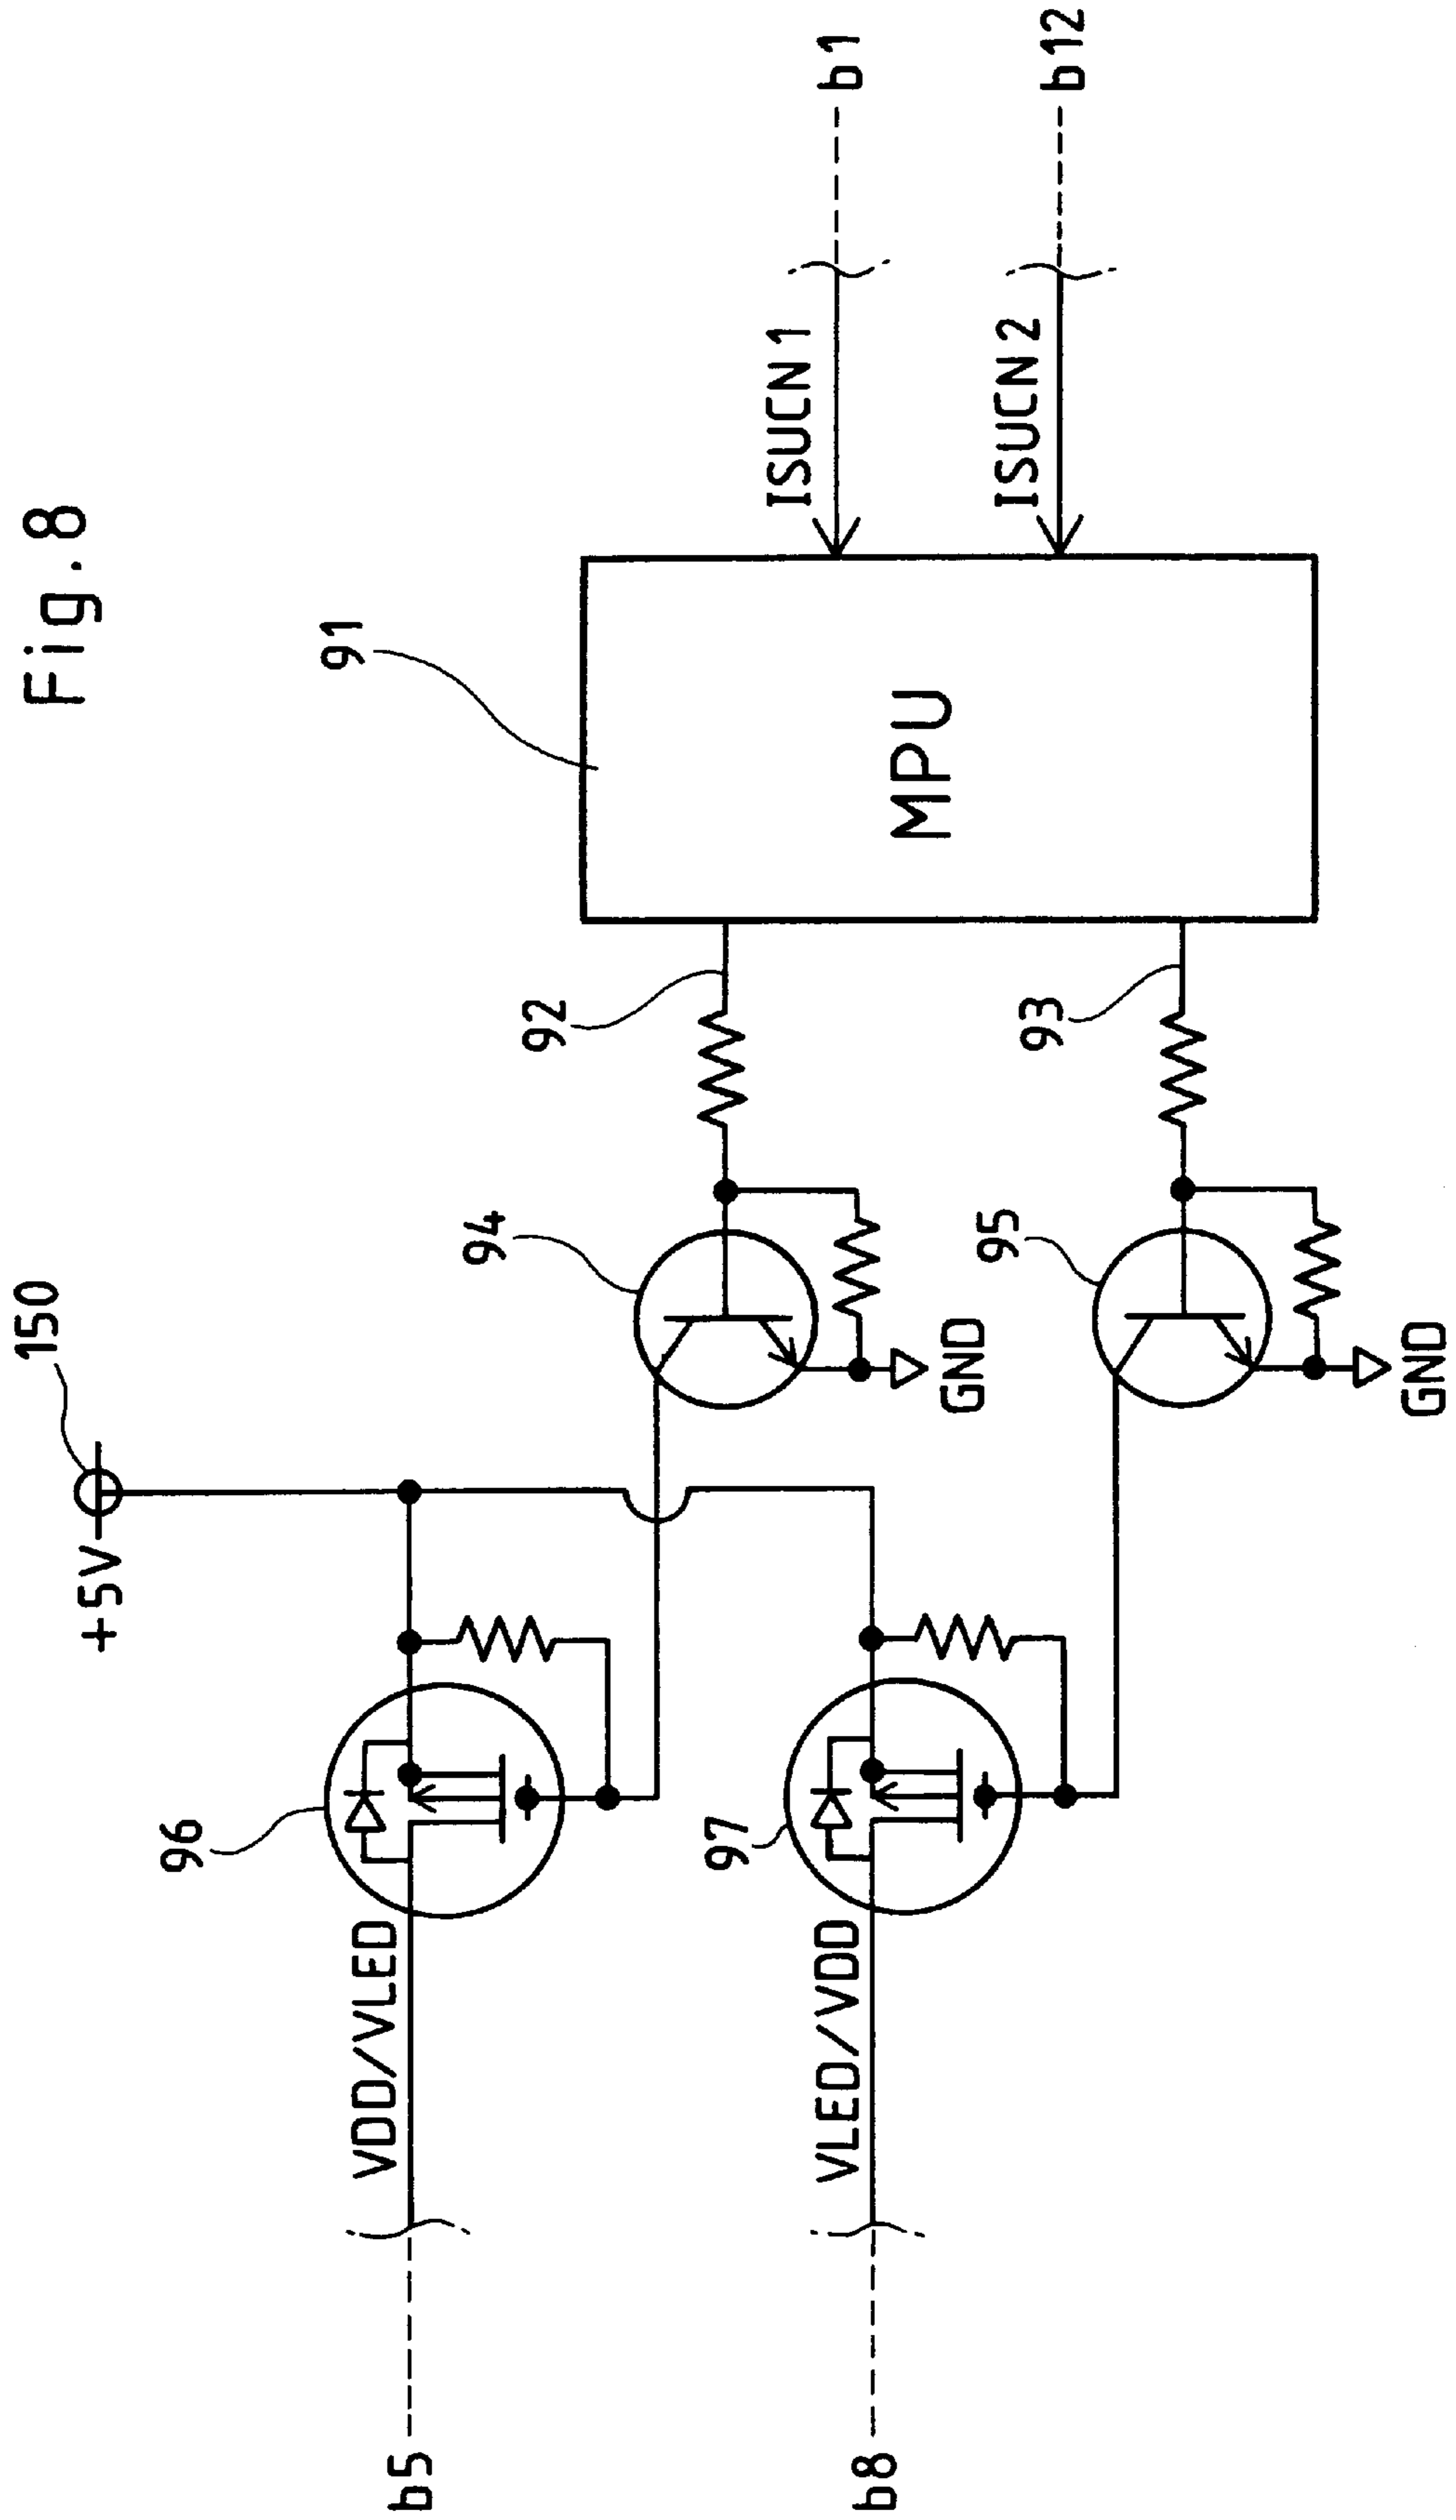 Fig.8
150
+5V
96
VDD/VLED
b5
94
92
91
ISUCN1
b1
MPU
GND
97
VLED/VDD
b8
95
93
ISUCN2
b12
GND